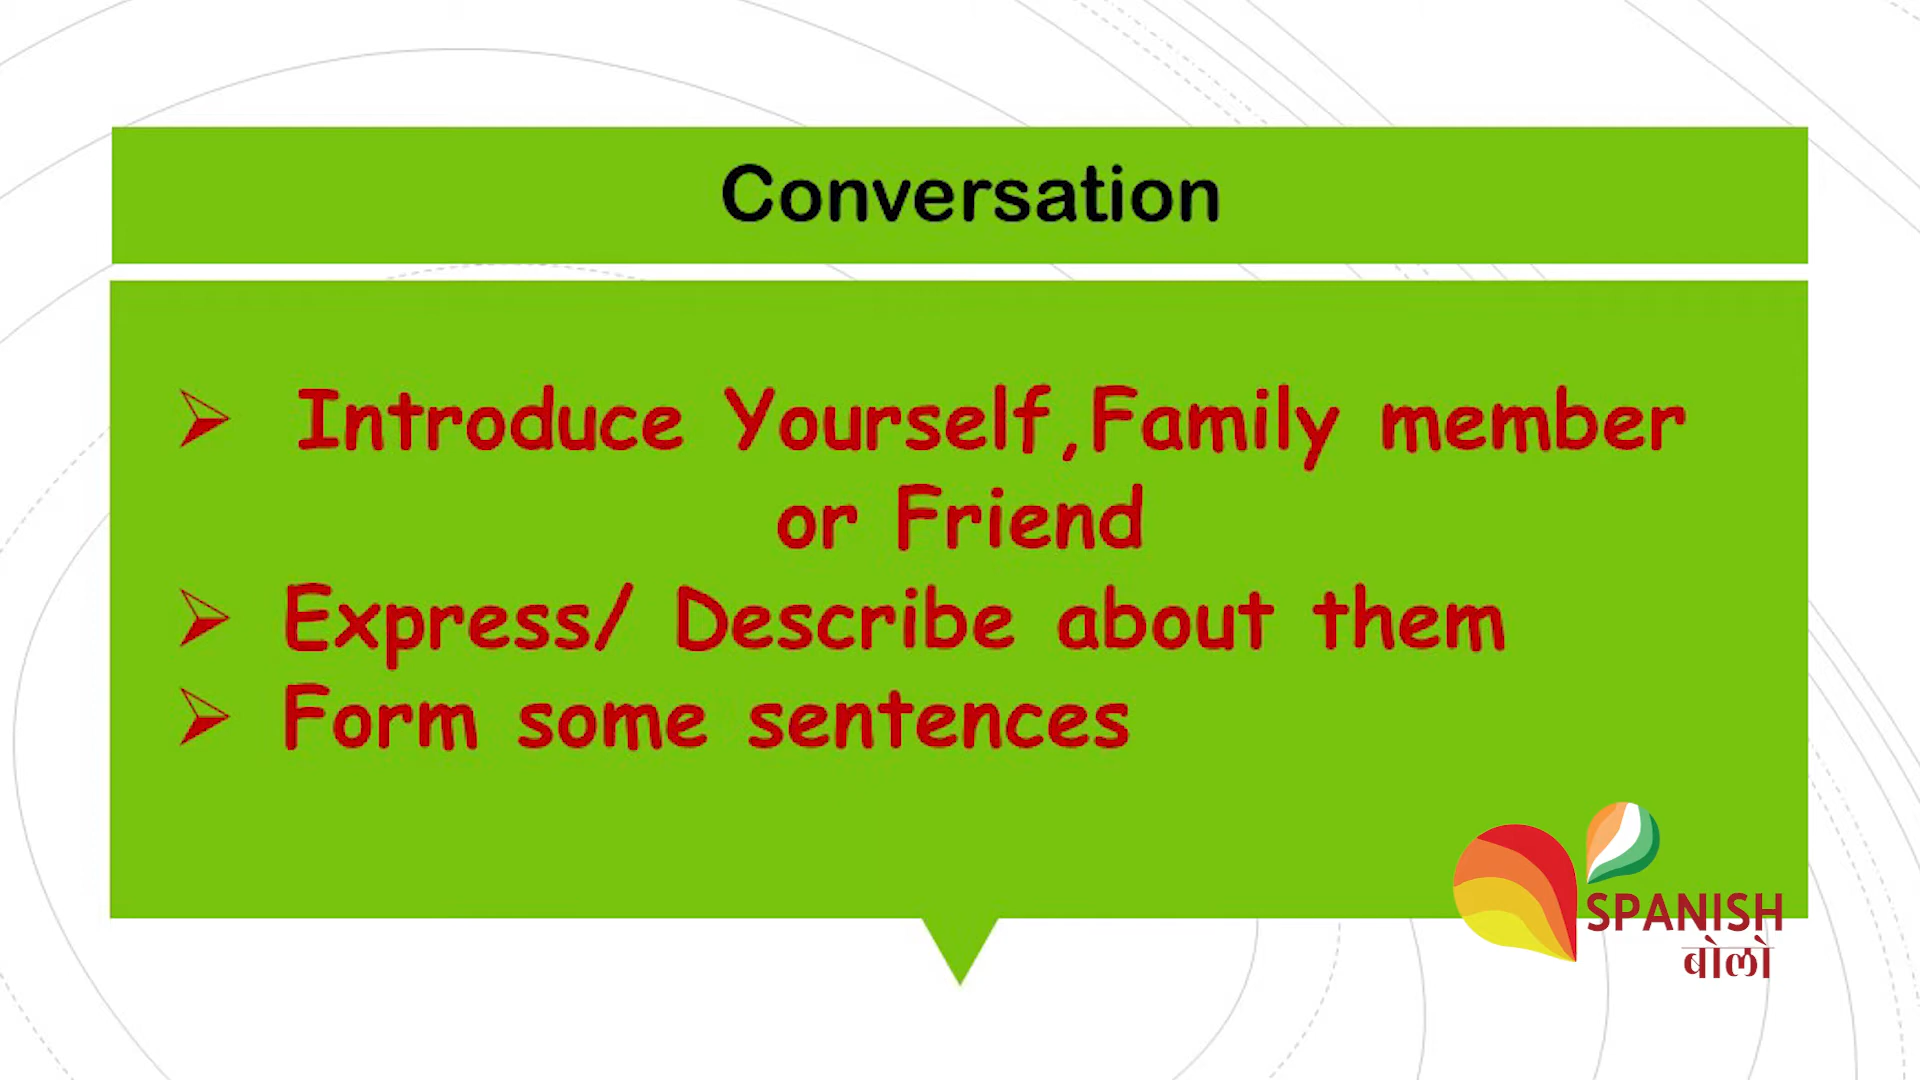 Conversation
Introduce Yourself,Family member
or Friend
Express/ Describe about them
Form some sentences
SPANISH
बोलो